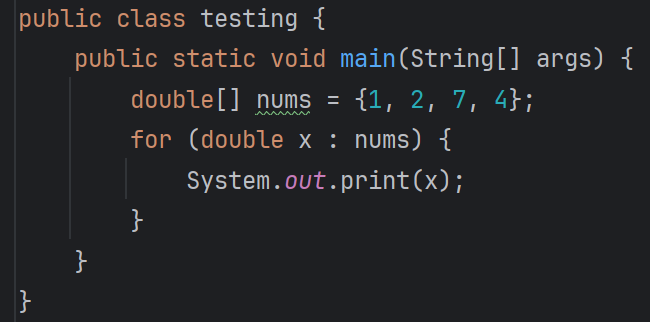 public class testing {
    public static void main(String[] args) {
        double[] nums = {1, 2, 7, 4};
        for (double x : nums) {
            System.out.print(x);
        }
    }
}